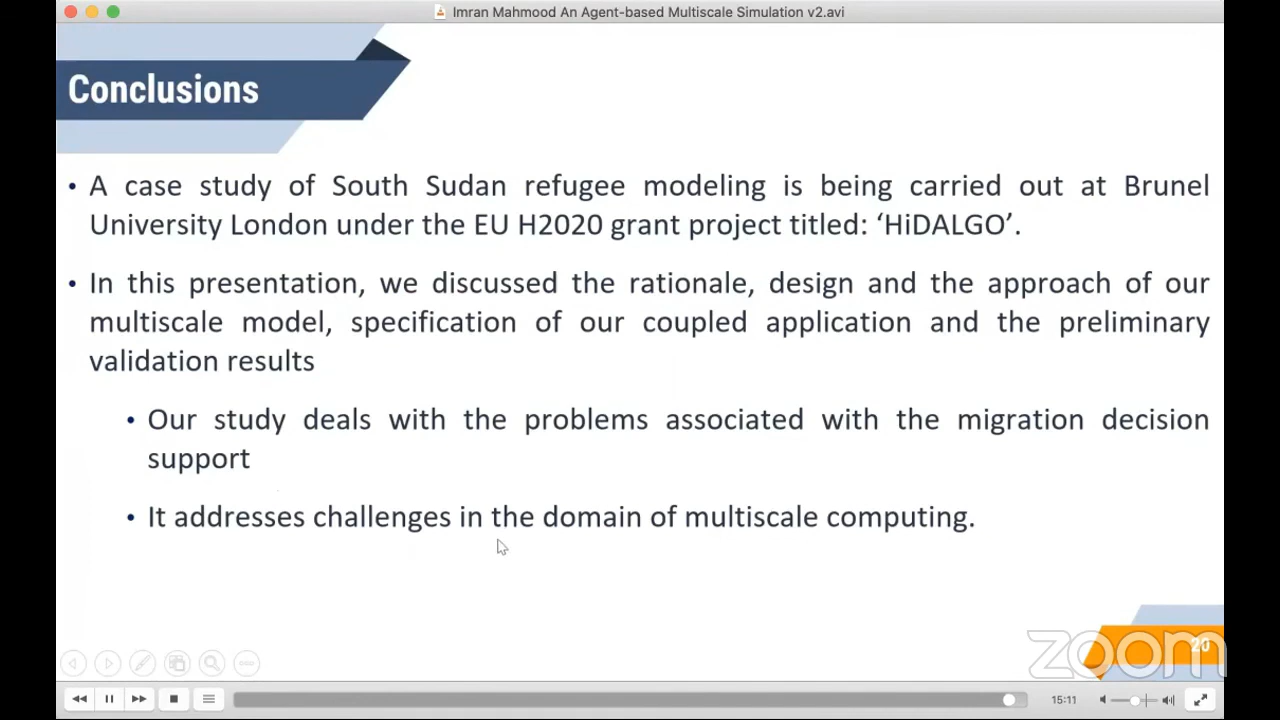 Imran Mahmood An Agent-based Multiscale Simulation v2.avi
Conclusions
• A case study of South Sudan refugee modeling is being carried out at Brunel
University London under the EU H2020 grant project titled: ‘HiDALGO’.
• In this presentation, we discussed the rationale, design and the approach of our
multiscale model, specification of our coupled application and the preliminary
validation results
• Our study deals with the problems associated with the migration decision
support
• It addresses challenges in the domain of multiscale computing.
20
zoom
15:11